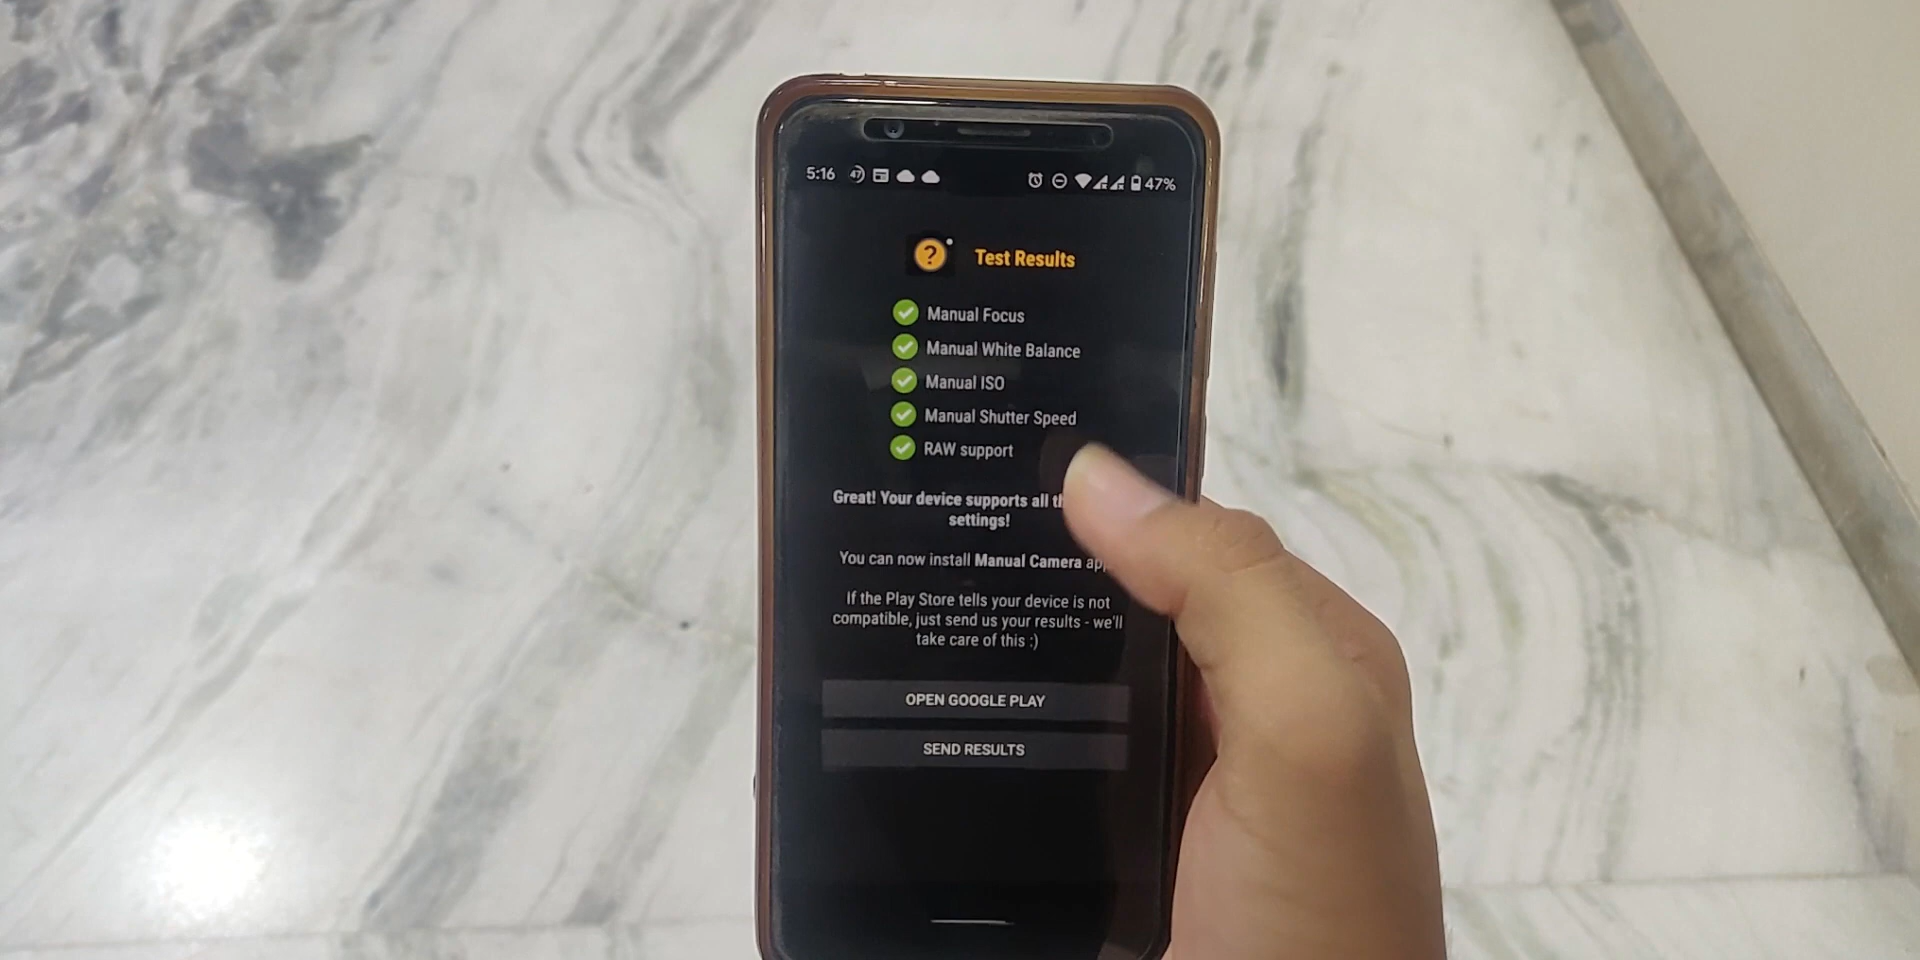 5:16 47 47%
? Test Results
Manual Focus
Manual White Balance
Manual ISO
Manual Shutter Speed
RAW support
Great! Your device supports all
settings!
You can now install Manual Camera
If the Play Store tells your device is not
compatible, just send us your results - we'll
take care of this :)
OPEN GOOGLE PLAY
SEND RESULTS